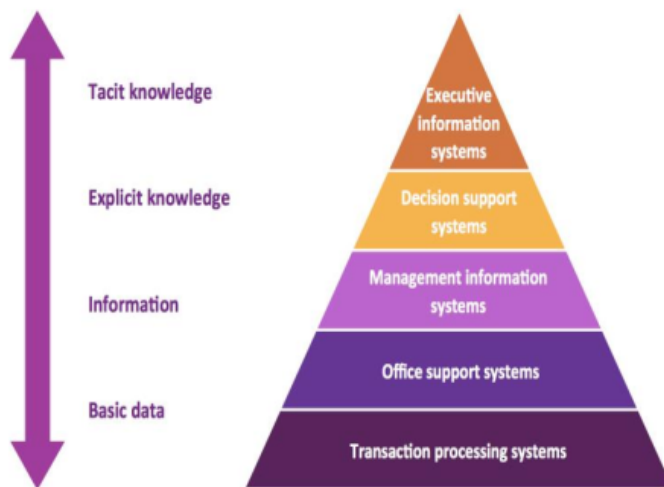 Tacit knowledge
Explicit knowledge
Information
Basic data
Executive
information
systems
Decision support
systems
Management information
systems
Office support systems
Transaction processing systems